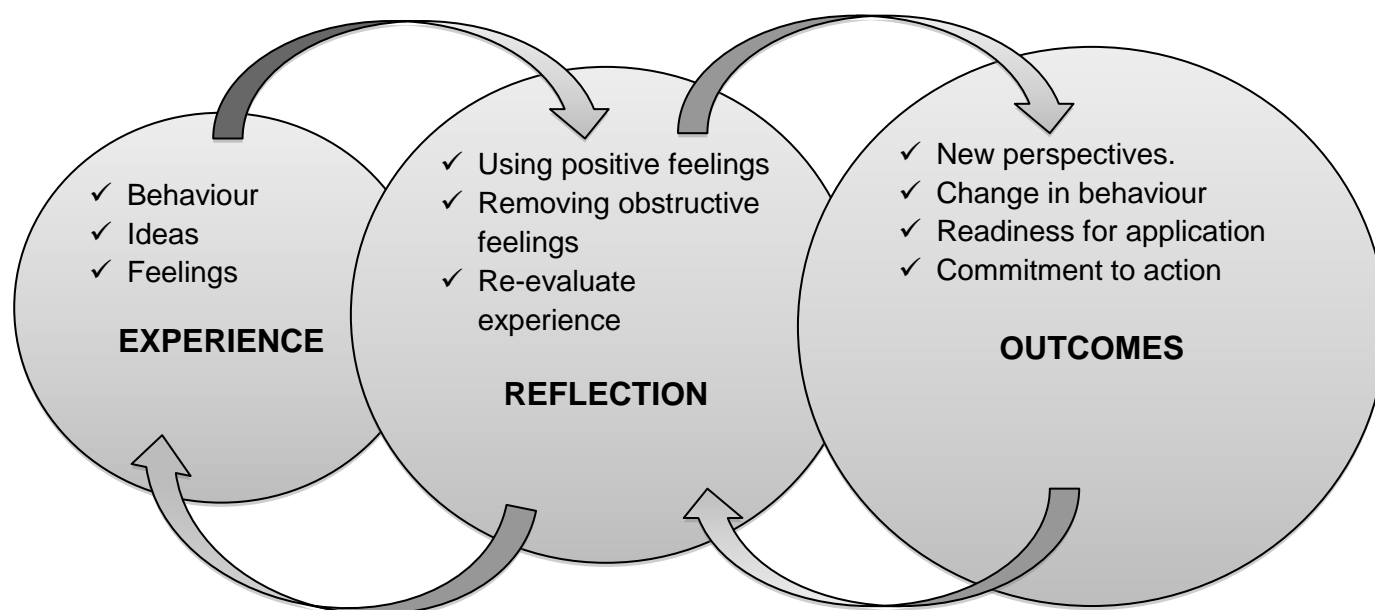 ✓ Behaviour
✓ Ideas
✓ Feelings
EXPERIENCE
✓ Using positive feelings
✓ Removing obstructive
feelings
✓ Re-evaluate
experience
REFLECTION
✓ New perspectives.
✓ Change in behaviour
✓ Readiness for application
✓ Commitment to action
OUTCOMES